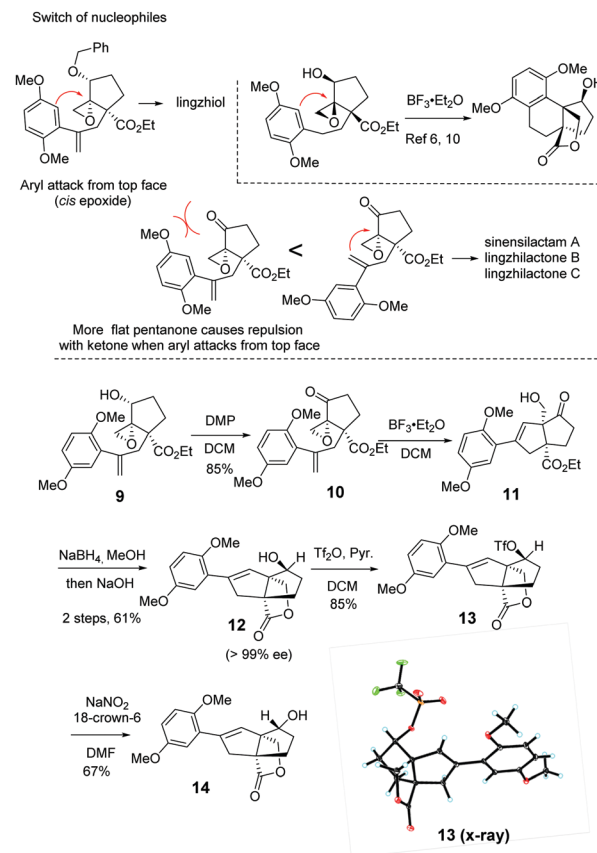 Switch of nucleophiles
Ph
O
MeO
O
CO2Et
OMe
lingzhiol
Aryl attack from top face
(cis epoxide)
HO
MeO
O
CO2Et
OMe
BF3•Et2O
Ref 6, 10
OMe
OH
MeO
O
O
O
MeO
O
CO2Et
OMe
<
O
O
CO2Et
MeO
OMe
sinensilactam A
lingzhilactone B
lingzhilactone C
More flat pentanone causes repulsion
with ketone when aryl attacks from top face
HO
OMe
O
CO2Et
MeO
9
DMP
DCM
85%
O
OMe
O
CO2Et
MeO
10
BF3•Et2O
DCM
HO
O
OMe
MeO
CO2Et
11
NaBH4, MeOH
then NaOH
2 steps, 61%
OMe
HO
H
MeO
O
O
12
(> 99% ee)
Tf2O, Pyr.
DCM
85%
OMe
TfO
H
MeO
O
O
13
NaNO2
18-crown-6
DMF
67%
OMe
H
OH
MeO
O
O
14
13 (x-ray)